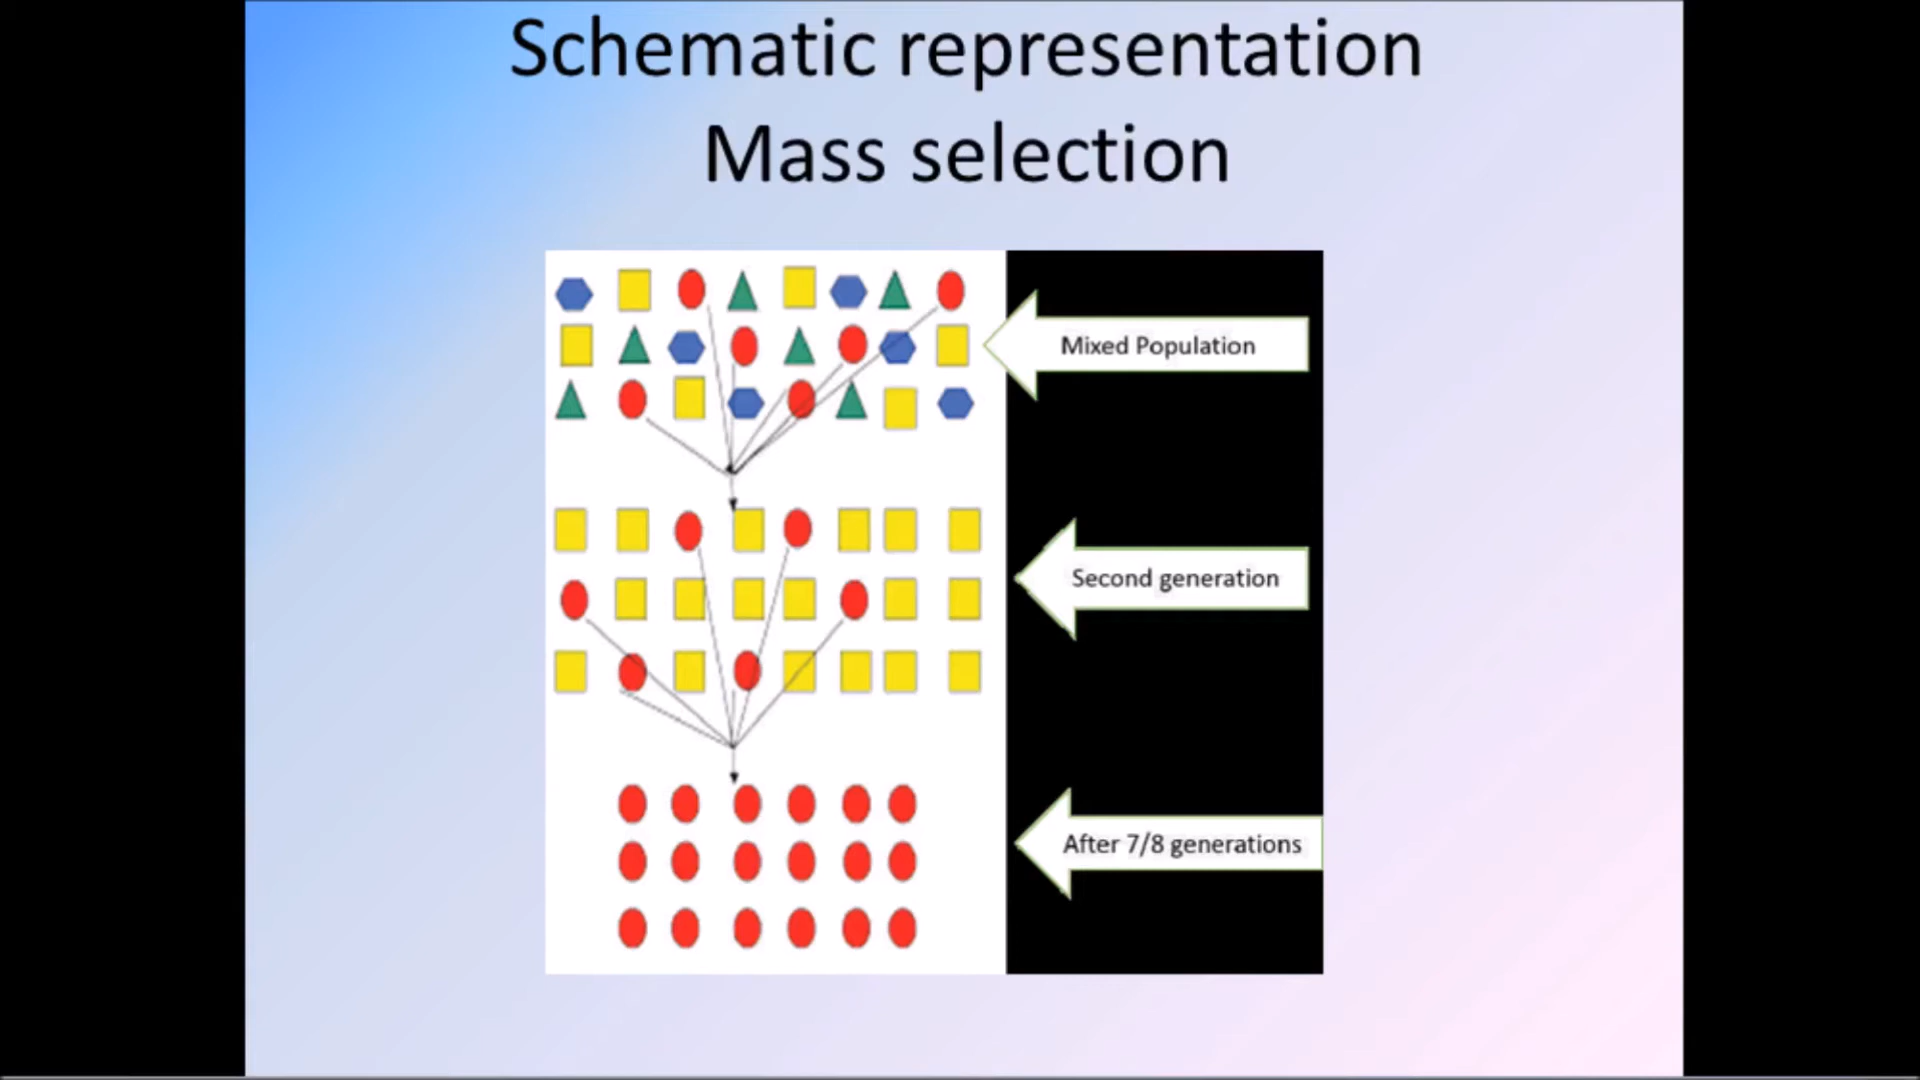 Schematic representation
Mass selection
Mixed Population
Second generation
After 7/8 generations